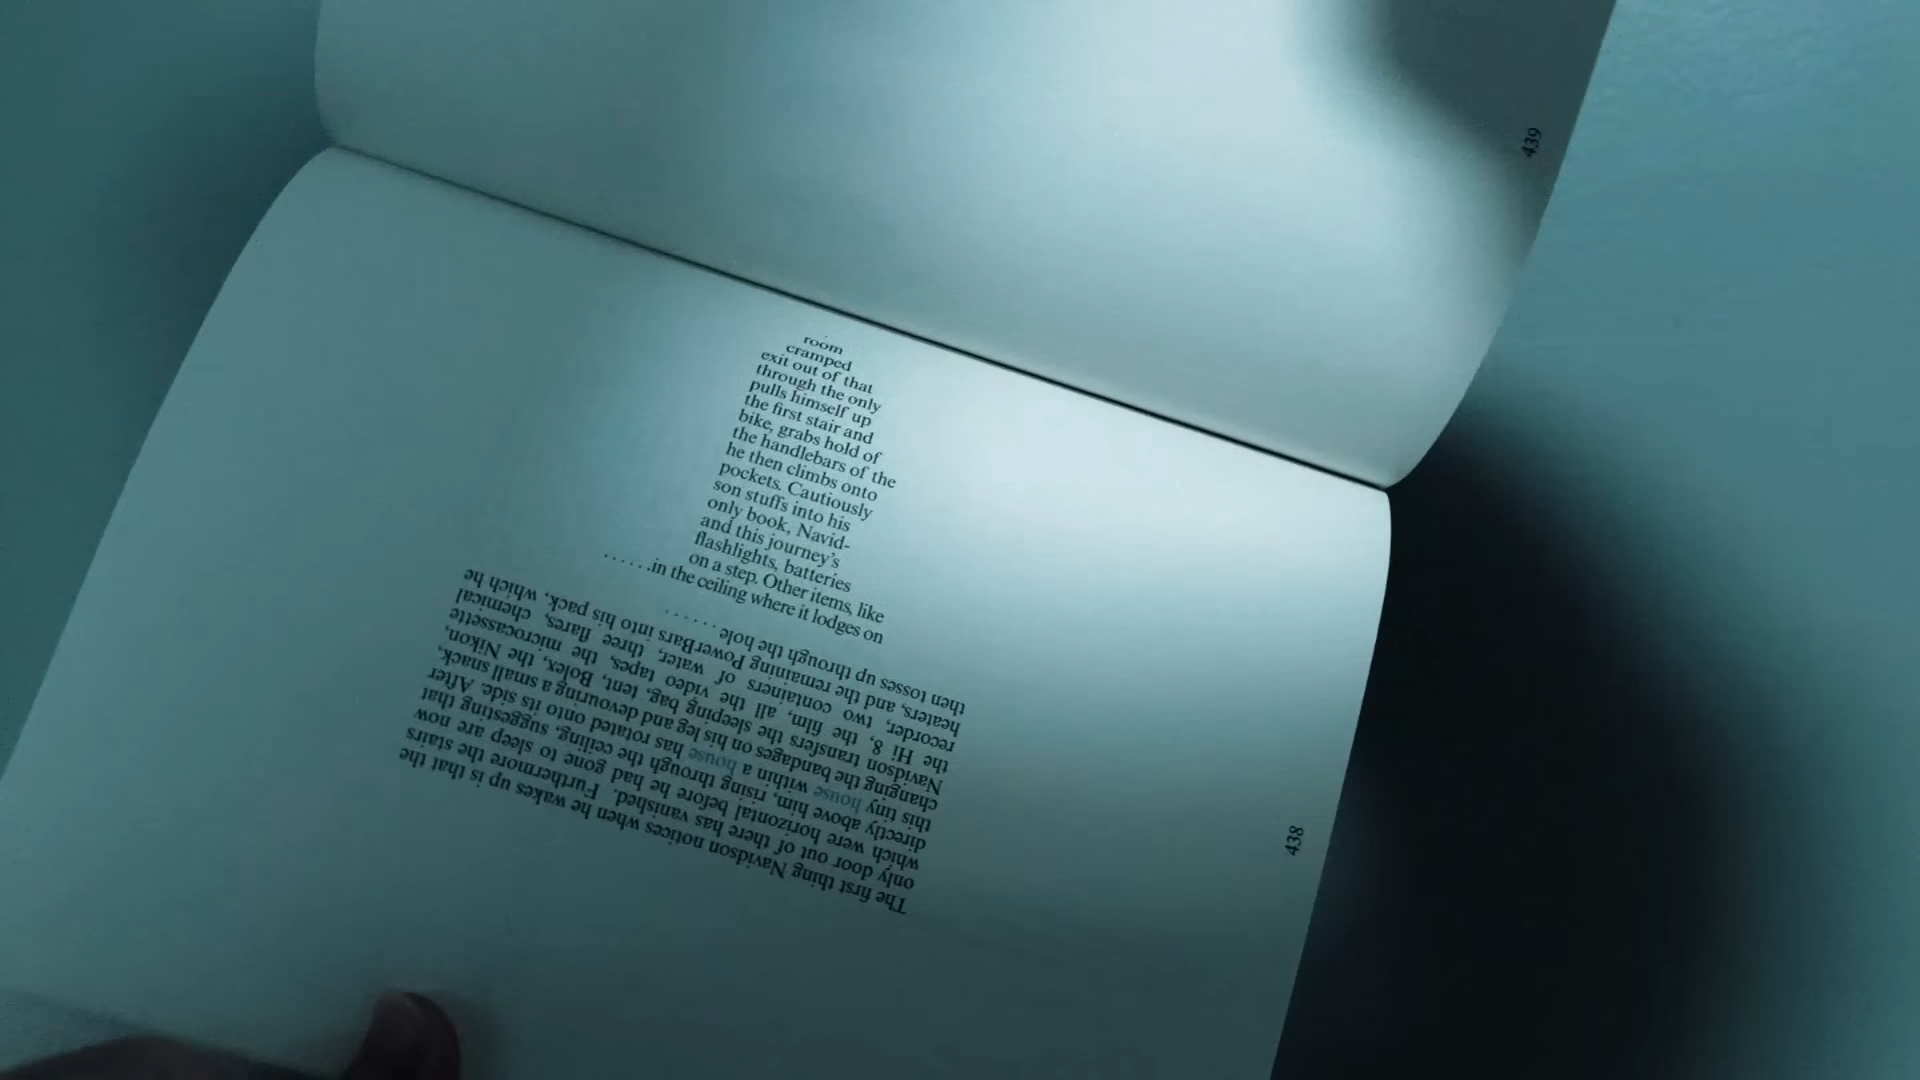 The first thing Navidson notices when he wakes up is that the
only door out of there has vanished. Furthermore the stairs
which were horizontal before he had gone to sleep are now
directly above him, rising through the ceiling, suggesting that
this tiny house within a house has rotated onto its side. After
changing the bandages on his leg and devouring a small snack,
Navidson transfers the sleeping bag, tent, Bolex, the Nikon,
the Hi 8, the film, all the video tapes, the microcassette
recorder, two containers of water, three flares, chemical
heaters, and the remaining PowerBars into his pack, which he
then tosses up through the hole ......
......in the ceiling where it lodges on
on a step. Other items, like
flashlights, batteries
and this journey's
only book, Navid-
son stuffs into his
pockets. Cautiously
he then climbs onto
the handlebars of the
bike, grabs hold of
the first stair and
pulls himself up
through the only
exit out of that
cramped
room
438
439